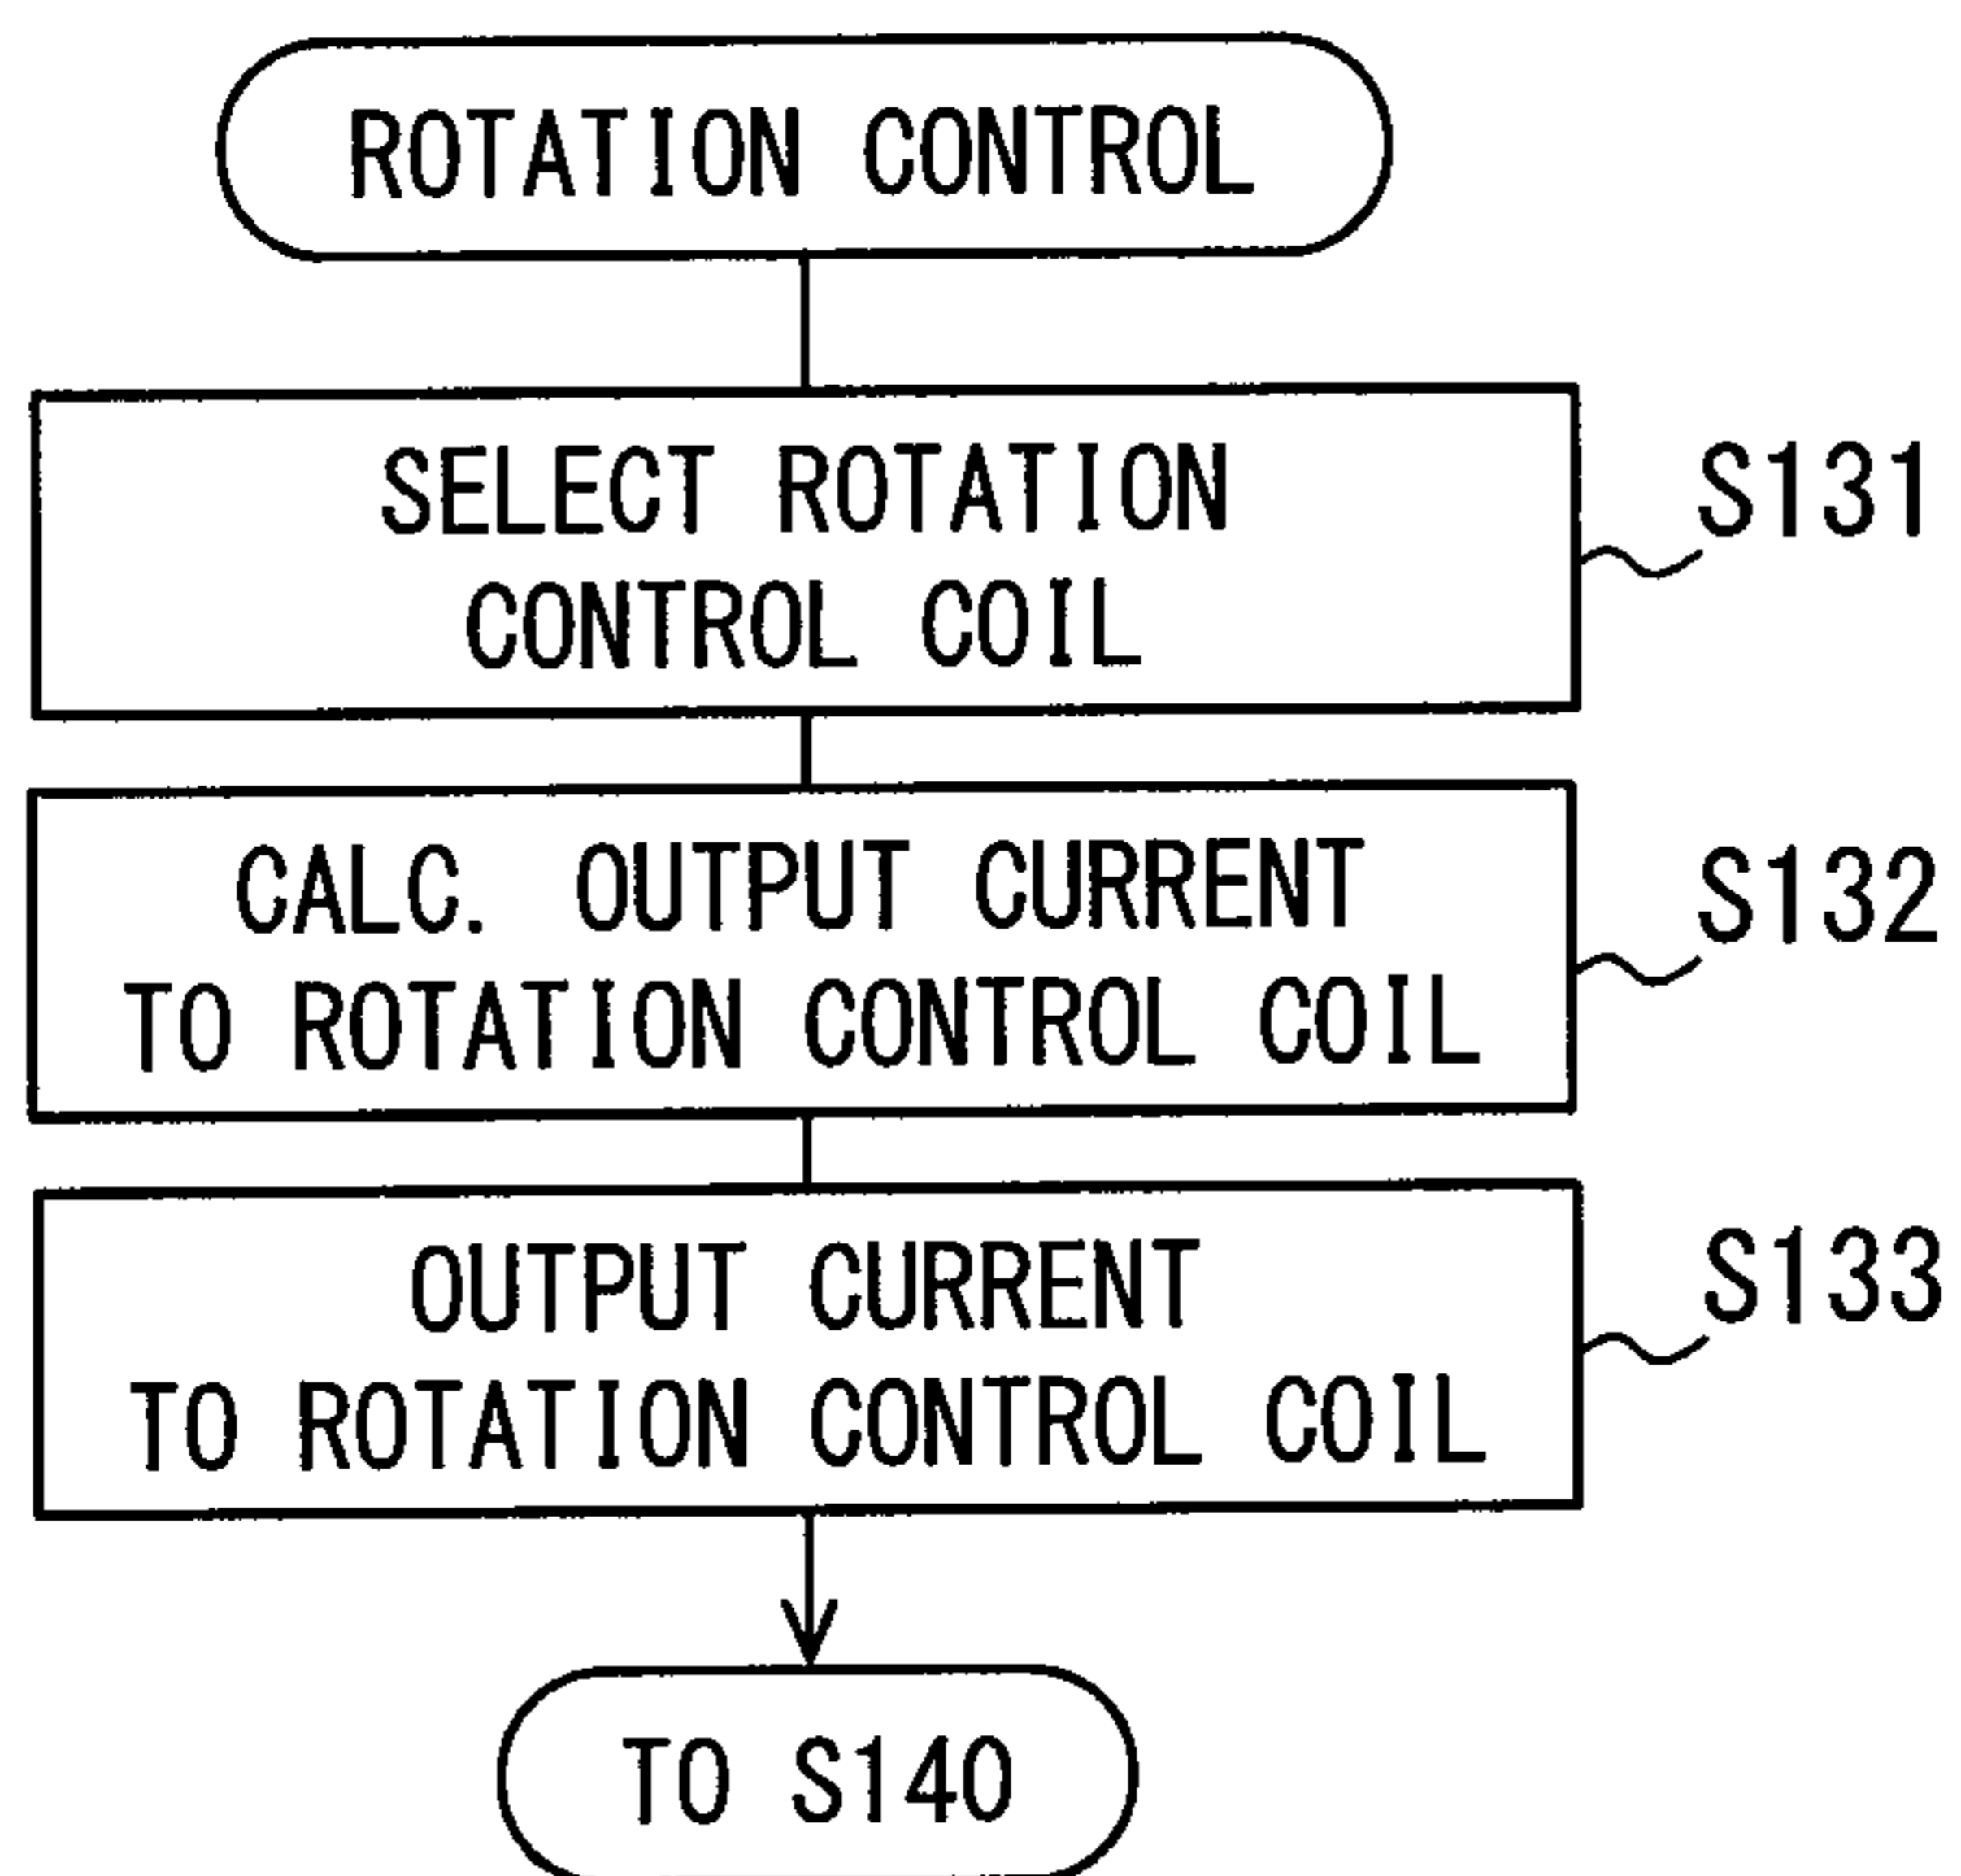 ROTATION CONTROL
SELECT ROTATION
CONTROL COIL
S131
CALC. OUTPUT CURRENT
TO ROTATION CONTROL COIL
S132
OUTPUT CURRENT
TO ROTATION CONTROL COIL
S133
TO S140